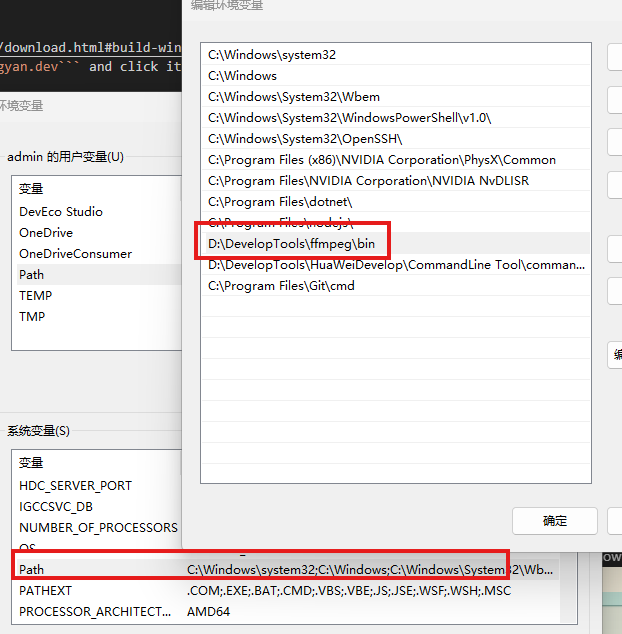 编辑环境变量
/download.html#build-win
gyan.dev``` and click it
环境变量
C:\Windows\system32
C:\Windows
C:\Windows\System32\Wbem
C:\Windows\System32\WindowsPowerShell\v1.0\
C:\Windows\System32\OpenSSH\
C:\Program Files (x86)\NVIDIA Corporation\PhysX\Common
C:\Program Files\NVIDIA Corporation\NVIDIA NvDLISR
C:\Program Files\dotnet\
C:\Program Files\nodejs\
D:\DevelopTools\ffmpeg\bin
D:\DevelopTools\HuaWeiDevelop\CommandLine Tool\comman...
C:\Program Files\Git\cmd
编
确定
admin 的用户变量(U)
变量
DevEco Studio
OneDrive
OneDriveConsumer
Path
TEMP
TMP
系统变量(S)
变量
HDC_SERVER_PORT
IGCCSVC_DB
NUMBER_OF_PROCESSORS
OS
Path C:\Windows\system32;C:\Windows;C:\Windows\System32\Wb...
PATHEXT .COM;.EXE;.BAT;.CMD;.VBS;.VBE;.JS;.JSE;.WSF;.WSH;.MSC
PROCESSOR_ARCHITECT... AMD64